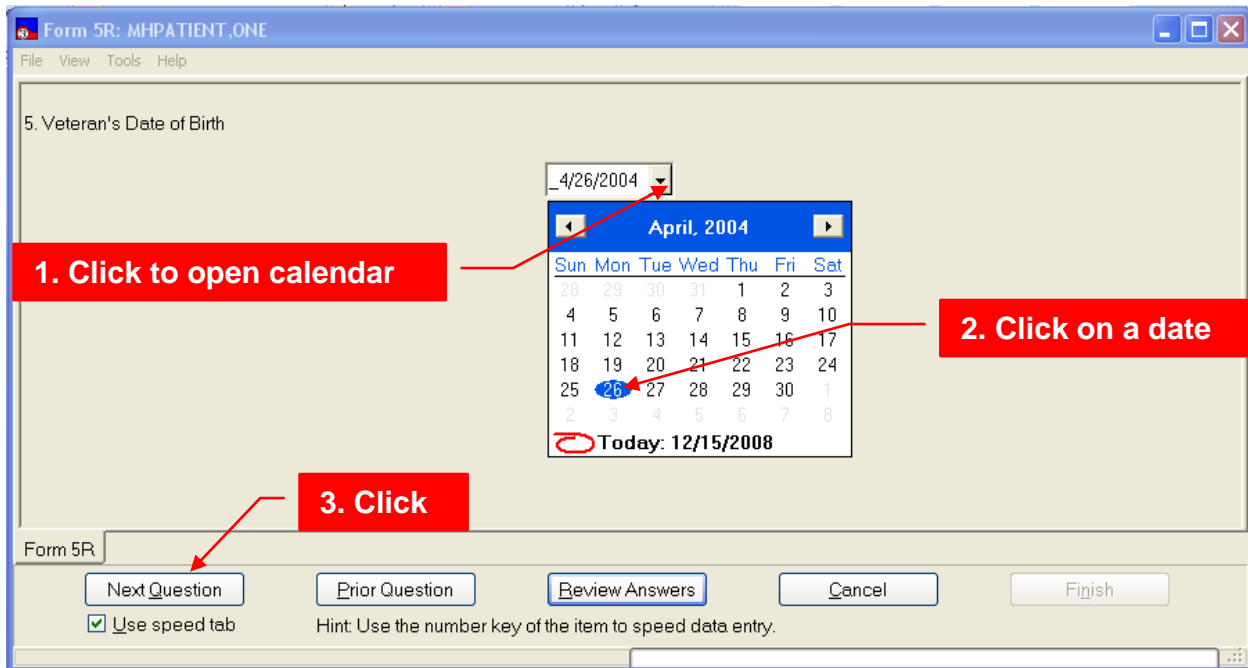 Form 5R: MHPATIENT,ONE
File View Tools Help
5. Veteran's Date of Birth
_4/26/2004
April, 2004
1. Click to open calendar
Sun Mon Tue Wed Thu Fri Sat
28 29 30 31 1 2 3
4 5 6 7 8 9 10
2. Click on a date
11 12 13 14 15 16 17
18 19 20 21 22 23 24
25 26 27 28 29 30 1
2 3 4 5 6 7 8
Today: 12/15/2008
3. Click
Form 5R
Next Question Prior Question Review Answers Cancel Finish
Use speed tab Hint: Use the number key of the item to speed data entry.